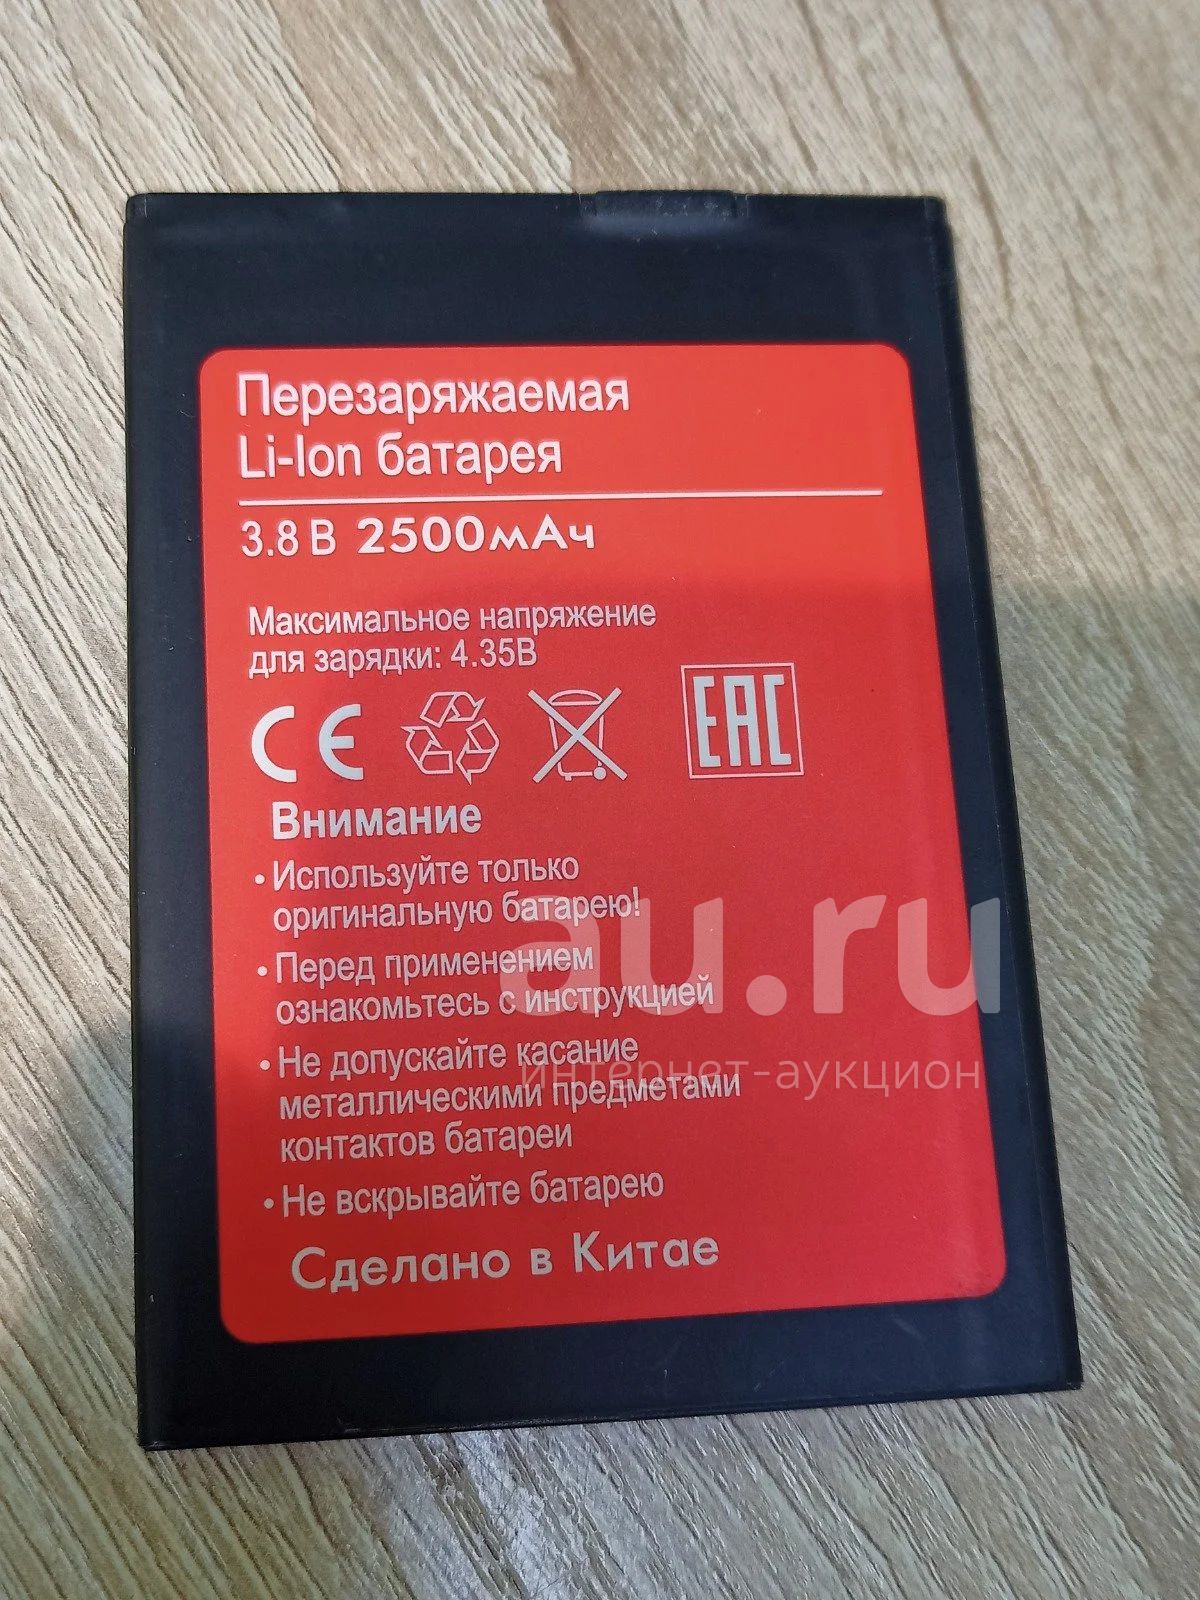 Перезаряжаемая
Li-Ion батарея
3.8 В 2500мАч
Максимальное напряжение
для зарядки: 4.35В
CE
EAC
Внимание
• Используйте только
оригинальную батарею!
• Перед применением
ознакомьтесь с инструкцией
• Не допускайте касание
металлическими предметами
контактов батареи
• Не вскрывайте батарею
Сделано в Китае
au.ru
интернет-аукцион